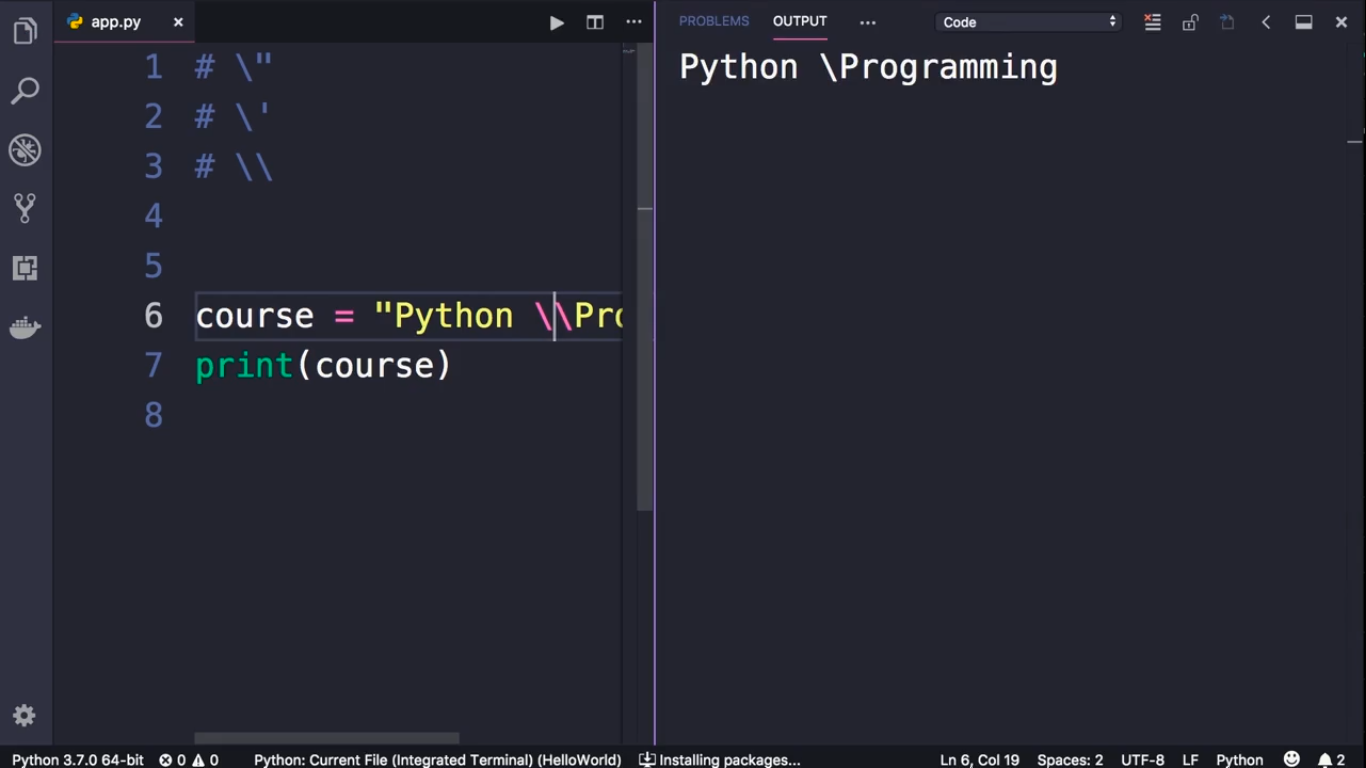 app.py
1 # \"
2 # \'
3 # \\
4
5
6 course = "Python \\Pro
7 print(course)
8
PROBLEMS OUTPUT ... Code
Python \Programming
Python 3.7.0 64-bit 0 0 Python: Current File (Integrated Terminal) (HelloWorld) Installing packages... Ln 6, Col 19 Spaces: 2 UTF-8 LF Python 2